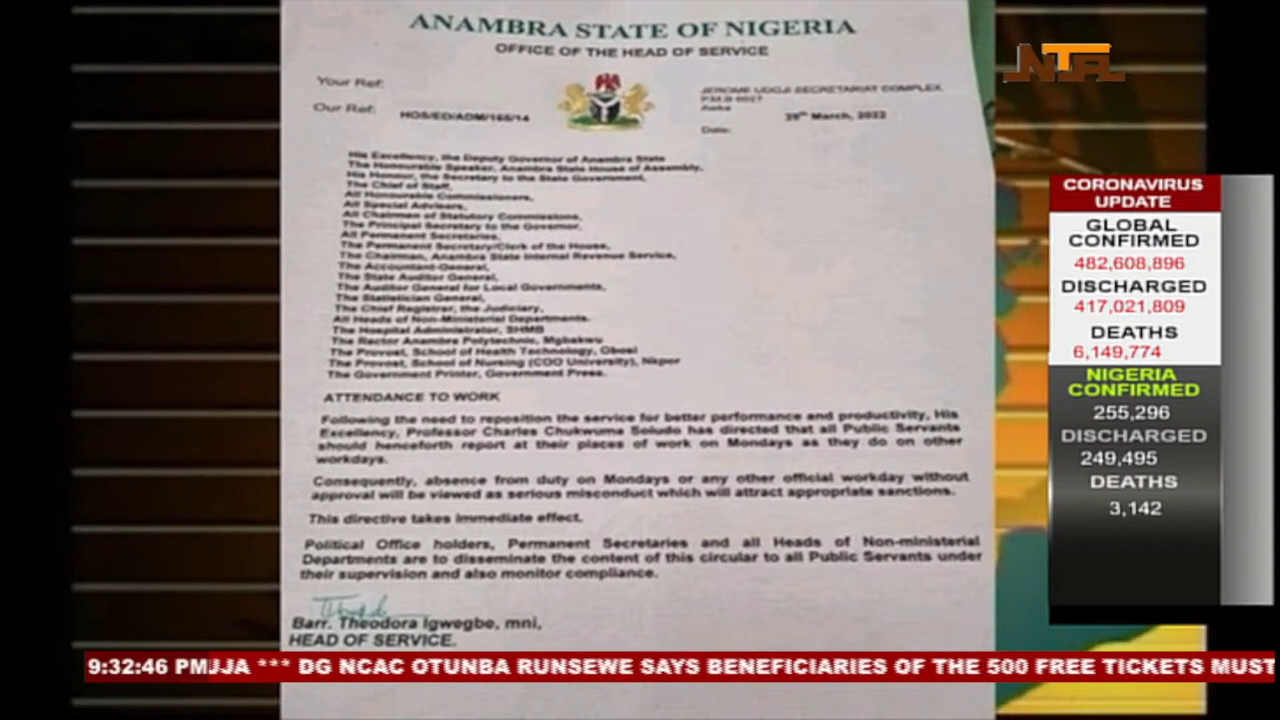 ANAMBRA STATE OF NIGERIA
OFFICE OF THE HEAD OF SERVICE
Your Ref:
Our Ref: HOS/ED/ADM/165/14
JEROME UDOJI SECRETARIAT COMPLEX
P.M.B 6027
Awka
Date: March, 2022
His Excellency, the Deputy Governor of Anambra State
The Honourable Speaker, Anambra State House of Assembly,
His Honour, the Secretary to the State Government,
The Chief of Staff,
All Honourable Commissioners,
All Special Advisers,
All Chairmen of Statutory Commissions,
The Principal Secretary to the Governor,
All Permanent Secretaries,
The Permanent Secretary/Clerk of the House,
The Chairman, Anambra State Internal Revenue Service,
The Accountant-General,
The State Auditor General,
The Auditor General for Local Governments,
The Statistician General,
The Chief Registrar, the Judiciary,
All Heads of Non-Ministerial Departments.
The Hospital Administrator, SHMB
The Rector Anambra Polytechnic, Mgbakwu
The Provost, School of Health Technology, Obosi
The Provost, School of Nursing (COO University), Nkpor
The Government Printer, Government Press.
ATTENDANCE TO WORK
Following the need to reposition the service for better performance and productivity, His
Excellency, Professor Charles Chukwuma Soludo has directed that all Public Servants
should henceforth report at their places of work on Mondays as they do on other
workdays.
Consequently, absence from duty on Mondays or any other official workday without
approval will be viewed as serious misconduct which will attract appropriate sanctions.
This directive takes immediate effect.
Political Office holders, Permanent Secretaries and all Heads of Non-ministerial
Departments are to disseminate the content of this circular to all Public Servants under
their supervision and also monitor compliance.
Barr. Theodora Igwegbe, mni,
HEAD OF SERVICE.
NTA
CORONAVIRUS
UPDATE
GLOBAL
CONFIRMED
482,608,896
DISCHARGED
417,021,809
DEATHS
6,149,774
NIGERIA
CONFIRMED
255,296
DISCHARGED
249,495
DEATHS
3,142
9:32:46 PM JJA *** DG NCAC OTUNBA RUNSEWE SAYS BENEFICIARIES OF THE 500 FREE TICKETS MUST